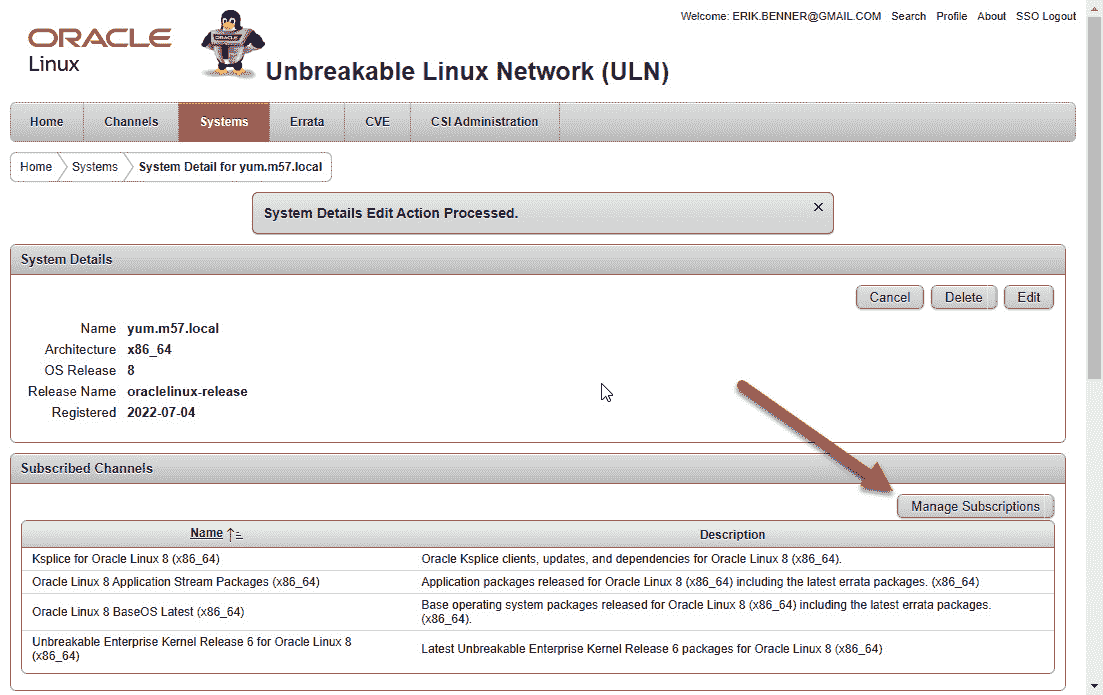 Welcome: ERIK.BENNER@GMAIL.COM Search Profile About SSO Logout
ORACLE
Linux
Unbreakable Linux Network (ULN)
Home Channels Systems Errata CVE CSI Administration
Home Systems System Detail for yum.m57.local
System Details Edit Action Processed.
System Details
Cancel Delete Edit
Name yum.m57.local
Architecture x86_64
OS Release 8
Release Name oraclelinux-release
Registered 2022-07-04
Subscribed Channels
Manage Subscriptions
Name Description
Ksplice for Oracle Linux 8 (x86_64) Oracle Ksplice clients, updates, and dependencies for Oracle Linux 8 (x86_64).
Oracle Linux 8 Application Stream Packages (x86_64) Application packages released for Oracle Linux 8 (x86_64) including the latest errata packages. (x86_64)
Oracle Linux 8 BaseOS Latest (x86_64) Base operating system packages released for Oracle Linux 8 (x86_64) including the latest errata packages.
(x86_64).
Unbreakable Enterprise Kernel Release 6 for Oracle Linux 8
(x86_64) Latest Unbreakable Enterprise Kernel Release 6 packages for Oracle Linux 8 (x86_64)